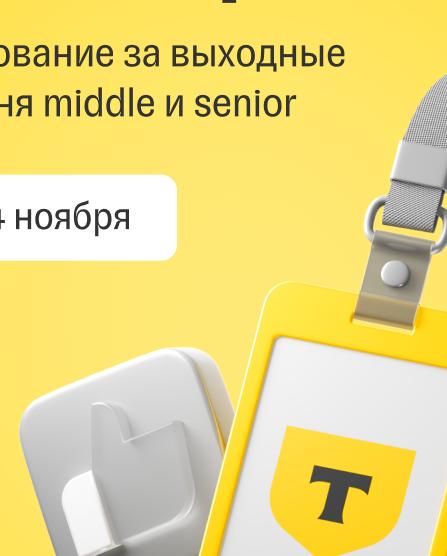 ование за выходные
ня middle и senior
4 ноября
T